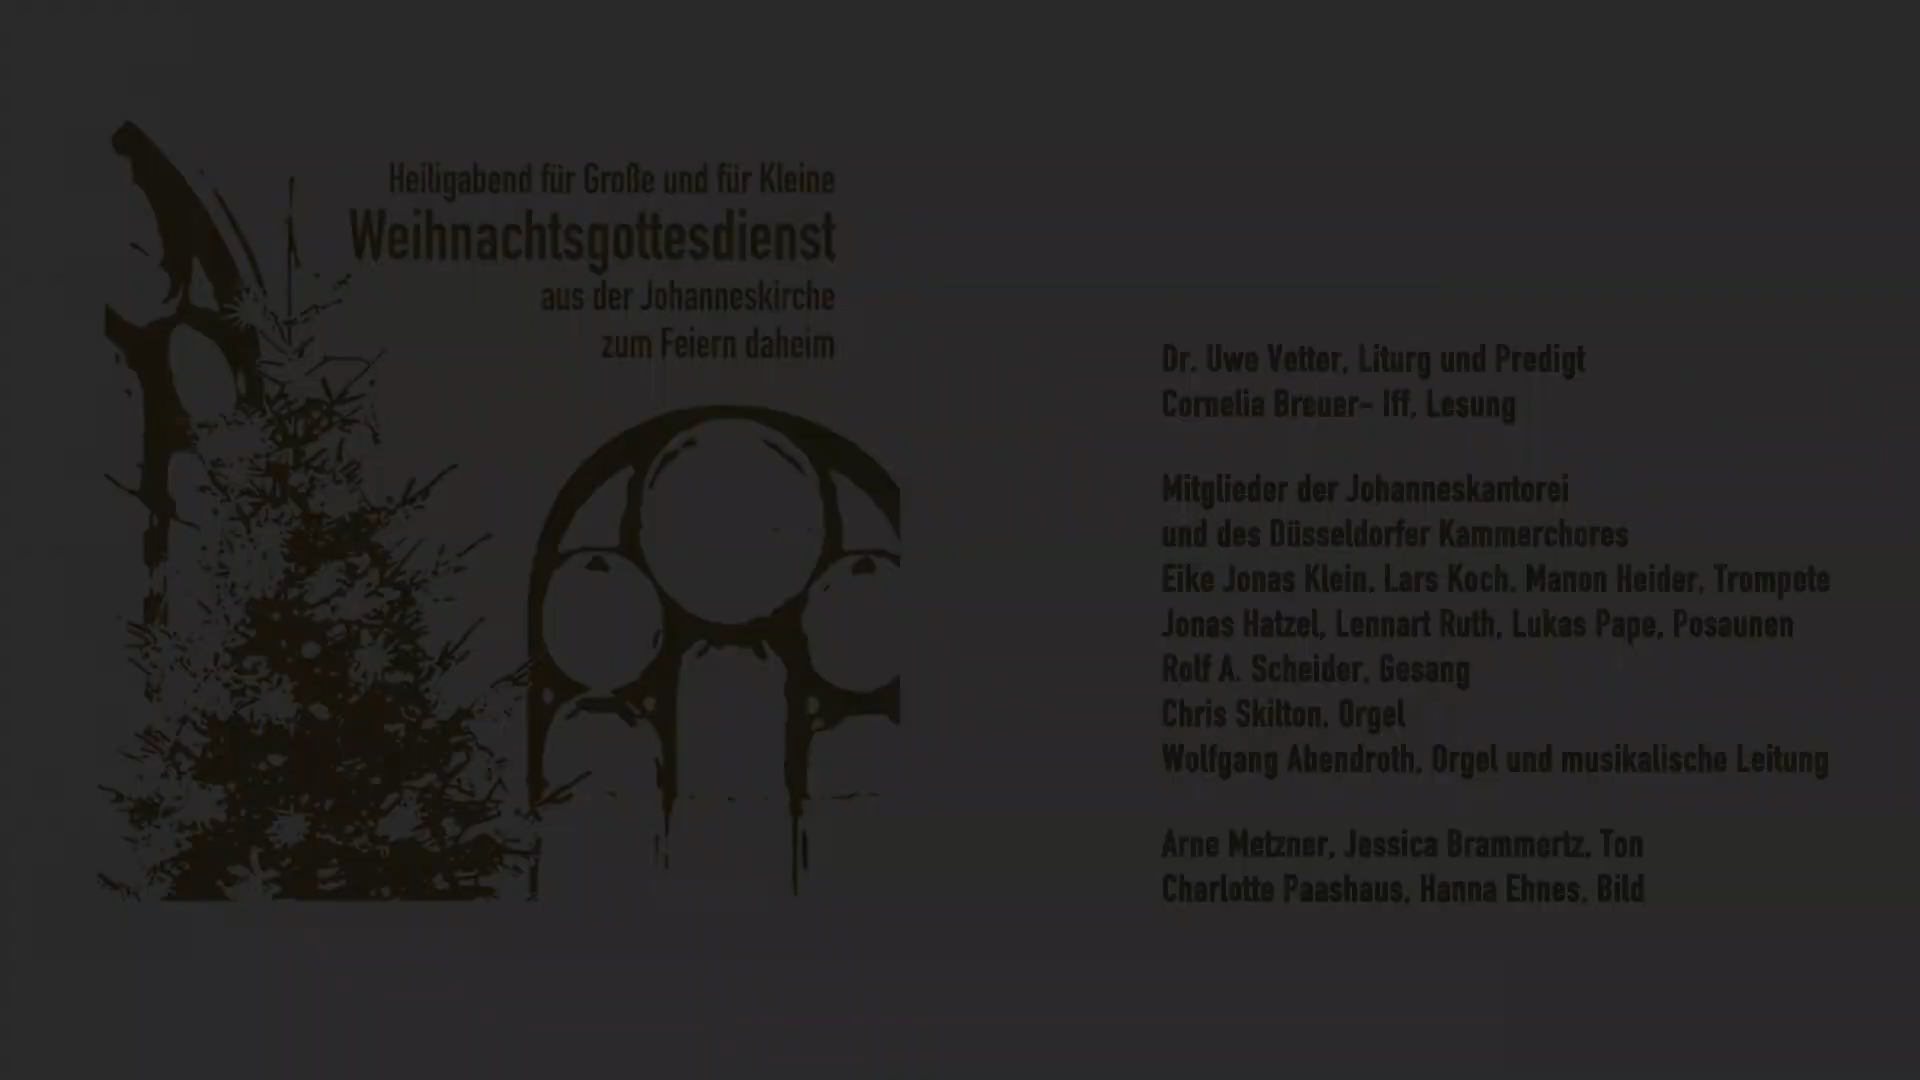 Heiligabend für Große und für Kleine
Weihnachtsgottesdienst
aus der Johanneskirche
zum Feiern daheim
Dr. Uwe Vetter, Liturg und Predigt
Cornelia Breuer- Iff, Lesung
Mitglieder der Johanneskantorei
und des Düsseldorfer Kammerchores
Eike Jonas Klein, Lars Koch, Manon Heider, Trompete
Jonas Hatzel, Lennart Ruth, Lukas Pape, Posaunen
Rolf A. Scheider, Gesang
Chris Skilton, Orgel
Wolfgang Abendroth, Orgel und musikalische Leitung
Arne Metzner, Jessica Brammertz, Ton
Charlotte Paashaus, Hanna Ehnes, Bild